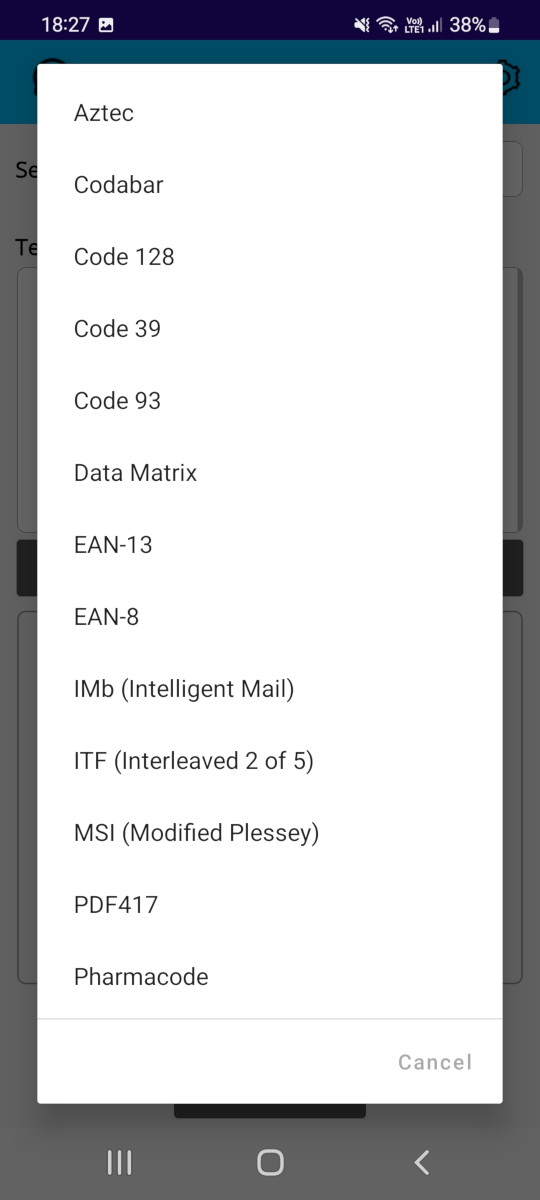 18:27
Vo)) LTE1 38%
Aztec
Se
Codabar
Te
Code 128
Code 39
Code 93
Data Matrix
EAN-13
EAN-8
IMb (Intelligent Mail)
ITF (Interleaved 2 of 5)
MSI (Modified Plessey)
PDF417
Pharmacode
Cancel